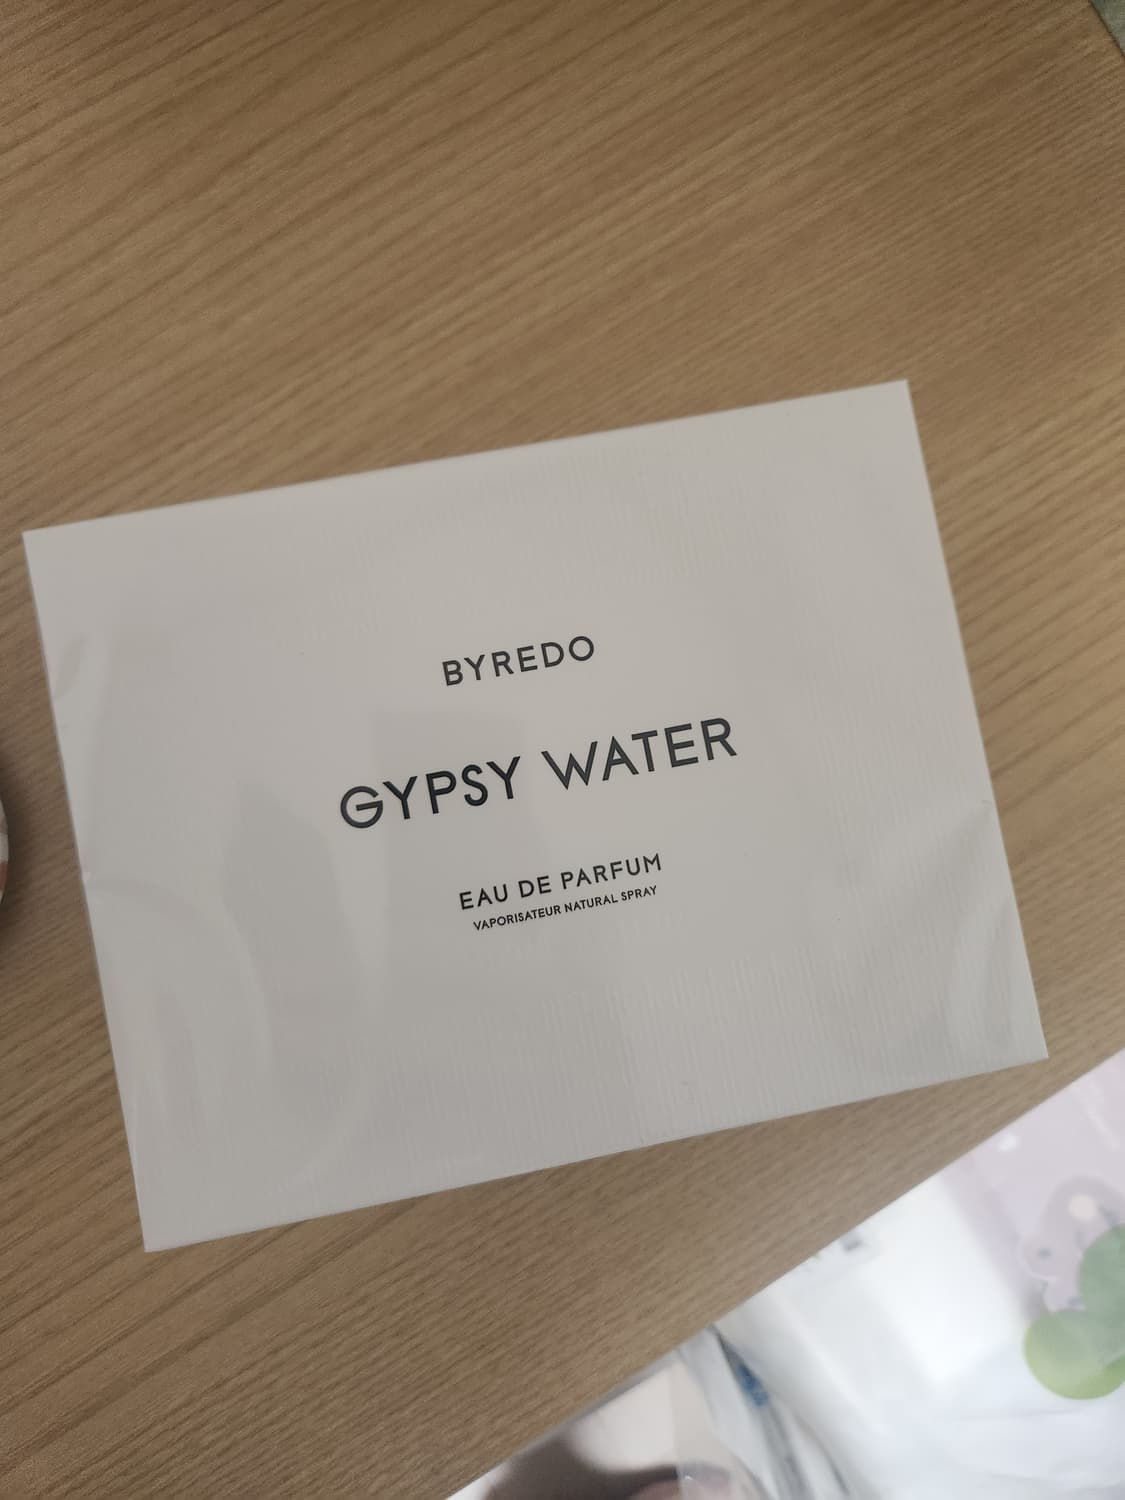 BYREDO
GYPSY WATER
EAU DE PARFUM
VAPORISATEUR NATURAL SPRAY